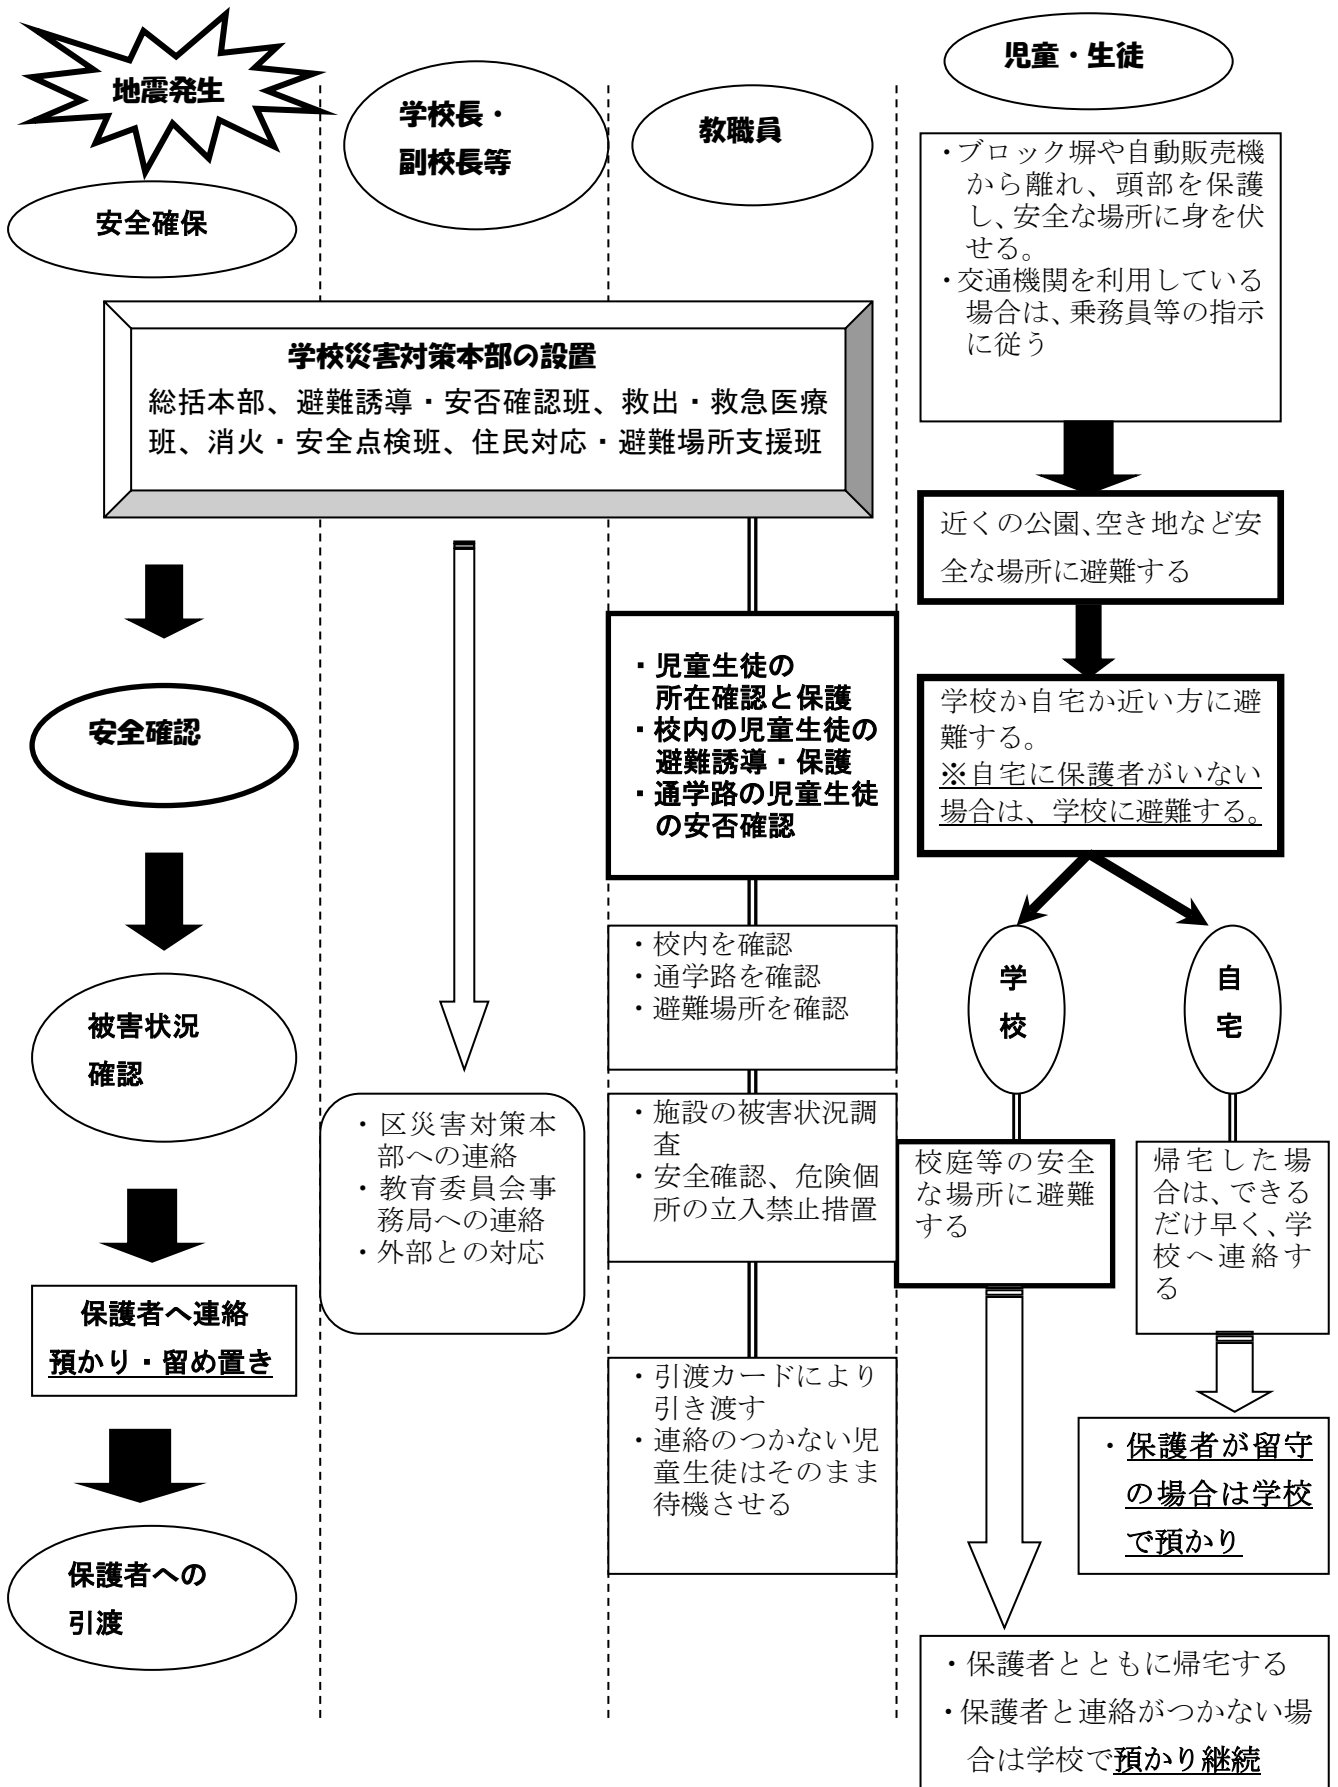 地震発生
安全確保
学校長・
副校長等
教職員
児童・生徒
・ブロック塀や自動販売機
から離れ、頭部を保護
し、安全な場所に身を伏
せる。
・交通機関を利用している
場合は、乗務員等の指示
に従う
学校災害対策本部の設置
総括本部、避難誘導・安否確認班、救出・救急医療
班、消火・安全点検班、住民対応・避難場所支援班
近くの公園、空き地など安
全な場所に避難する
安全確認
・児童生徒の
所在確認と保護
・校内の児童生徒の
避難誘導・保護
・通学路の児童生徒
の安否確認
学校か自宅か近い方に避
難する。
※自宅に保護者がいない
場合は、学校に避難する。
・校内を確認
・通学路を確認
・避難場所を確認
学
校
自
宅
被害状況
確認
・区災害対策本
部への連絡
・教育委員会事
務局への連絡
・外部との対応
・施設の被害状況調
査
・安全確認、危険個
所の立入禁止措置
校庭等の安全
な場所に避難
する
帰宅した場
合は、できる
だけ早く、学
校へ連絡す
る
保護者へ連絡
預かり・留め置き
・引渡カードにより
引き渡す
・連絡のつかない児
童生徒はそのまま
待機させる
・保護者が留守
の場合は学校
で預かり
保護者への
引渡
・保護者とともに帰宅する
・保護者と連絡がつかない場
合は学校で預かり継続